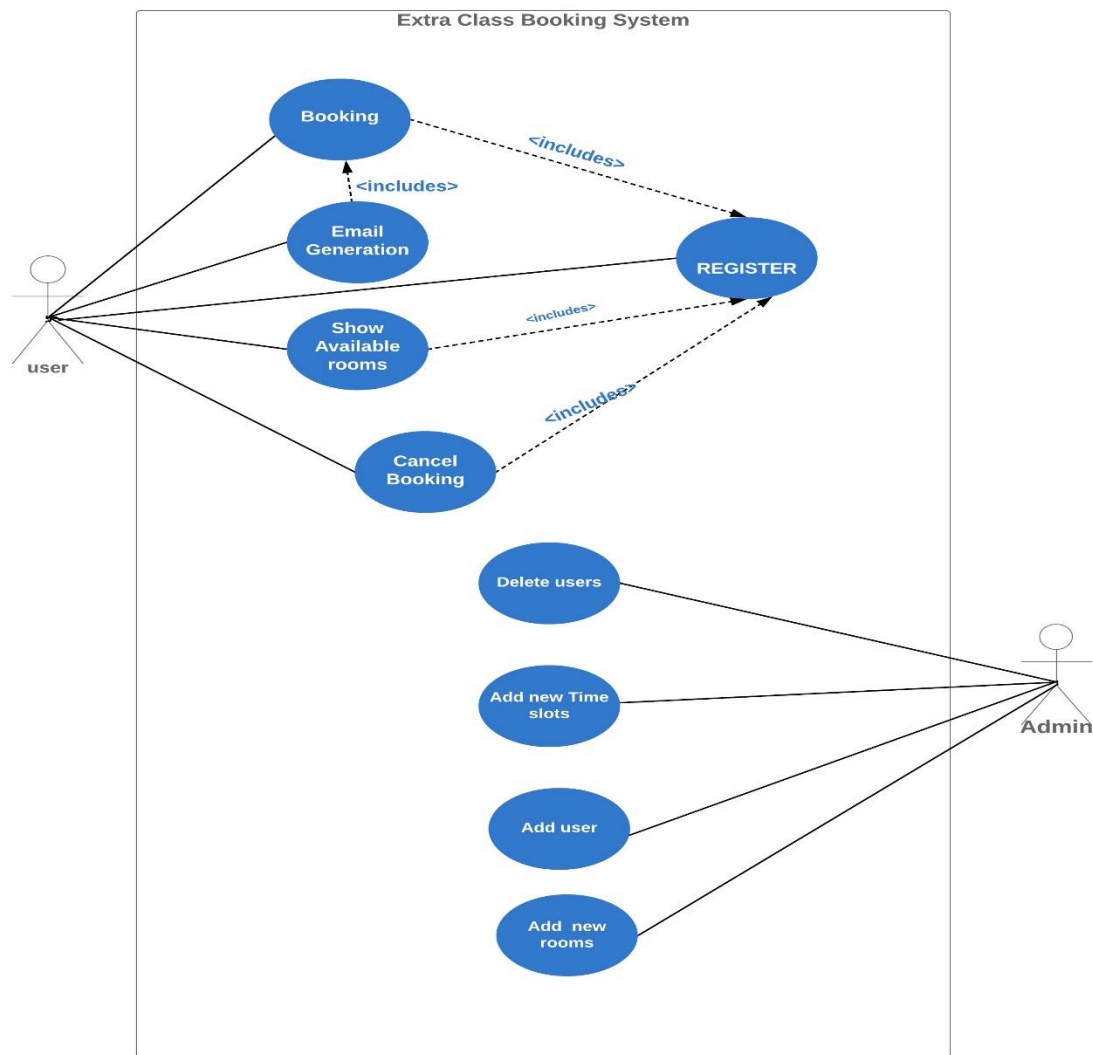 Extra Class Booking System
Booking
<includes>
<includes>
Email
Generation
REGISTER
<includes>
Show
Available
rooms
user
<includes>
Cancel
Booking
Delete users
Add new Time
slots
Admin
Add user
Add new
rooms